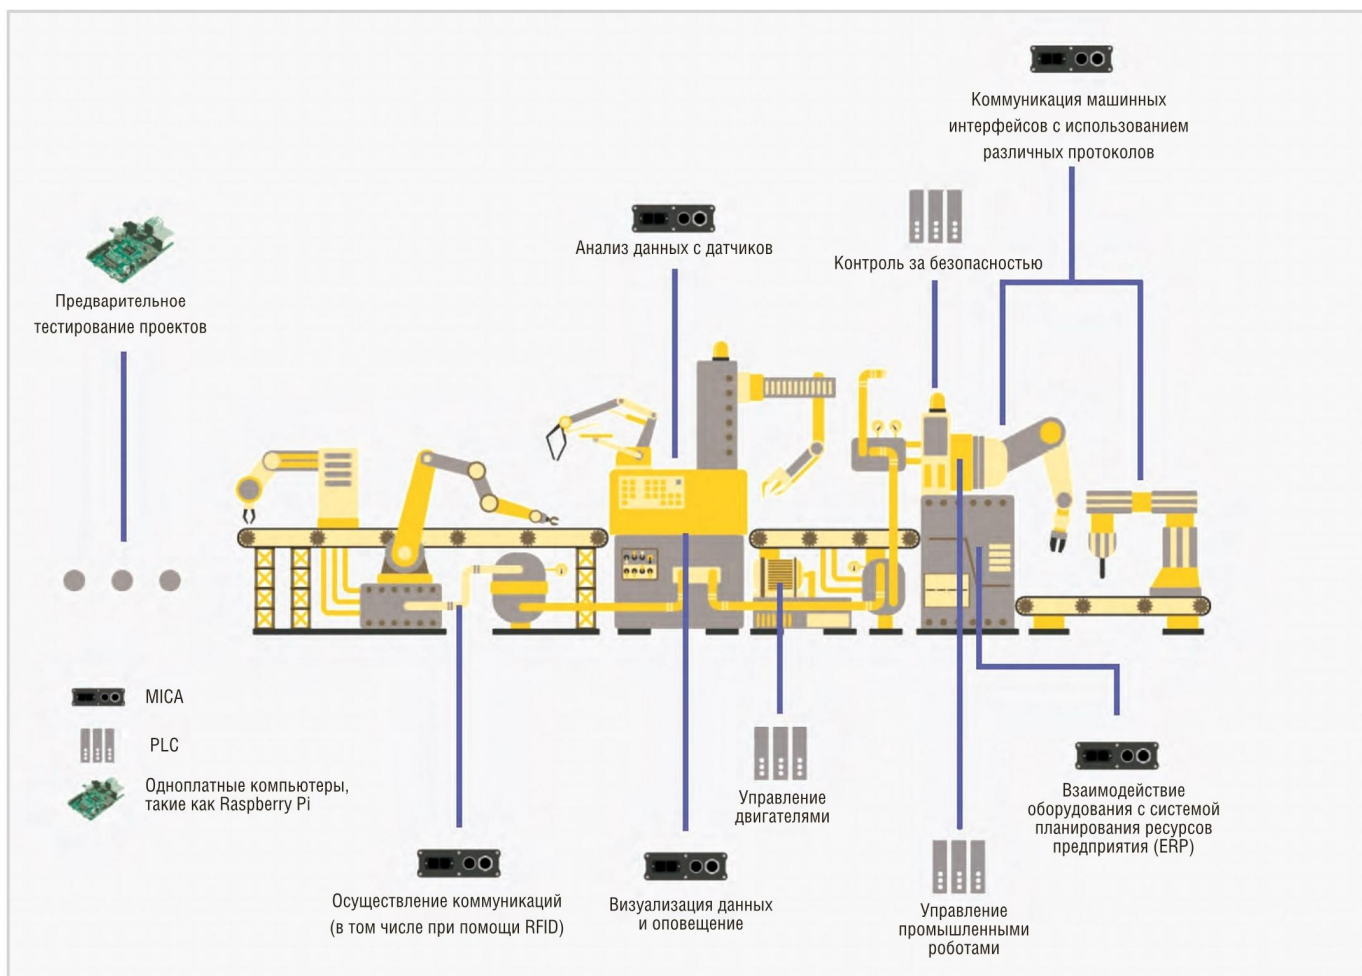 Коммуникация машинных
интерфейсов с использованием
различных протоколов
Анализ данных с датчиков
Контроль за безопасностью
Предварительное
тестирование проектов
MICA
PLC
Одноплатные компьютеры,
такие как Raspberry Pi
Управление
двигателями
Взаимодействие
оборудования с системой
планирования ресурсов
предприятия (ERP)
Осуществление коммуникаций
(в том числе при помощи RFID)
Визуализация данных
и оповещение
Управление
промышленными
роботами